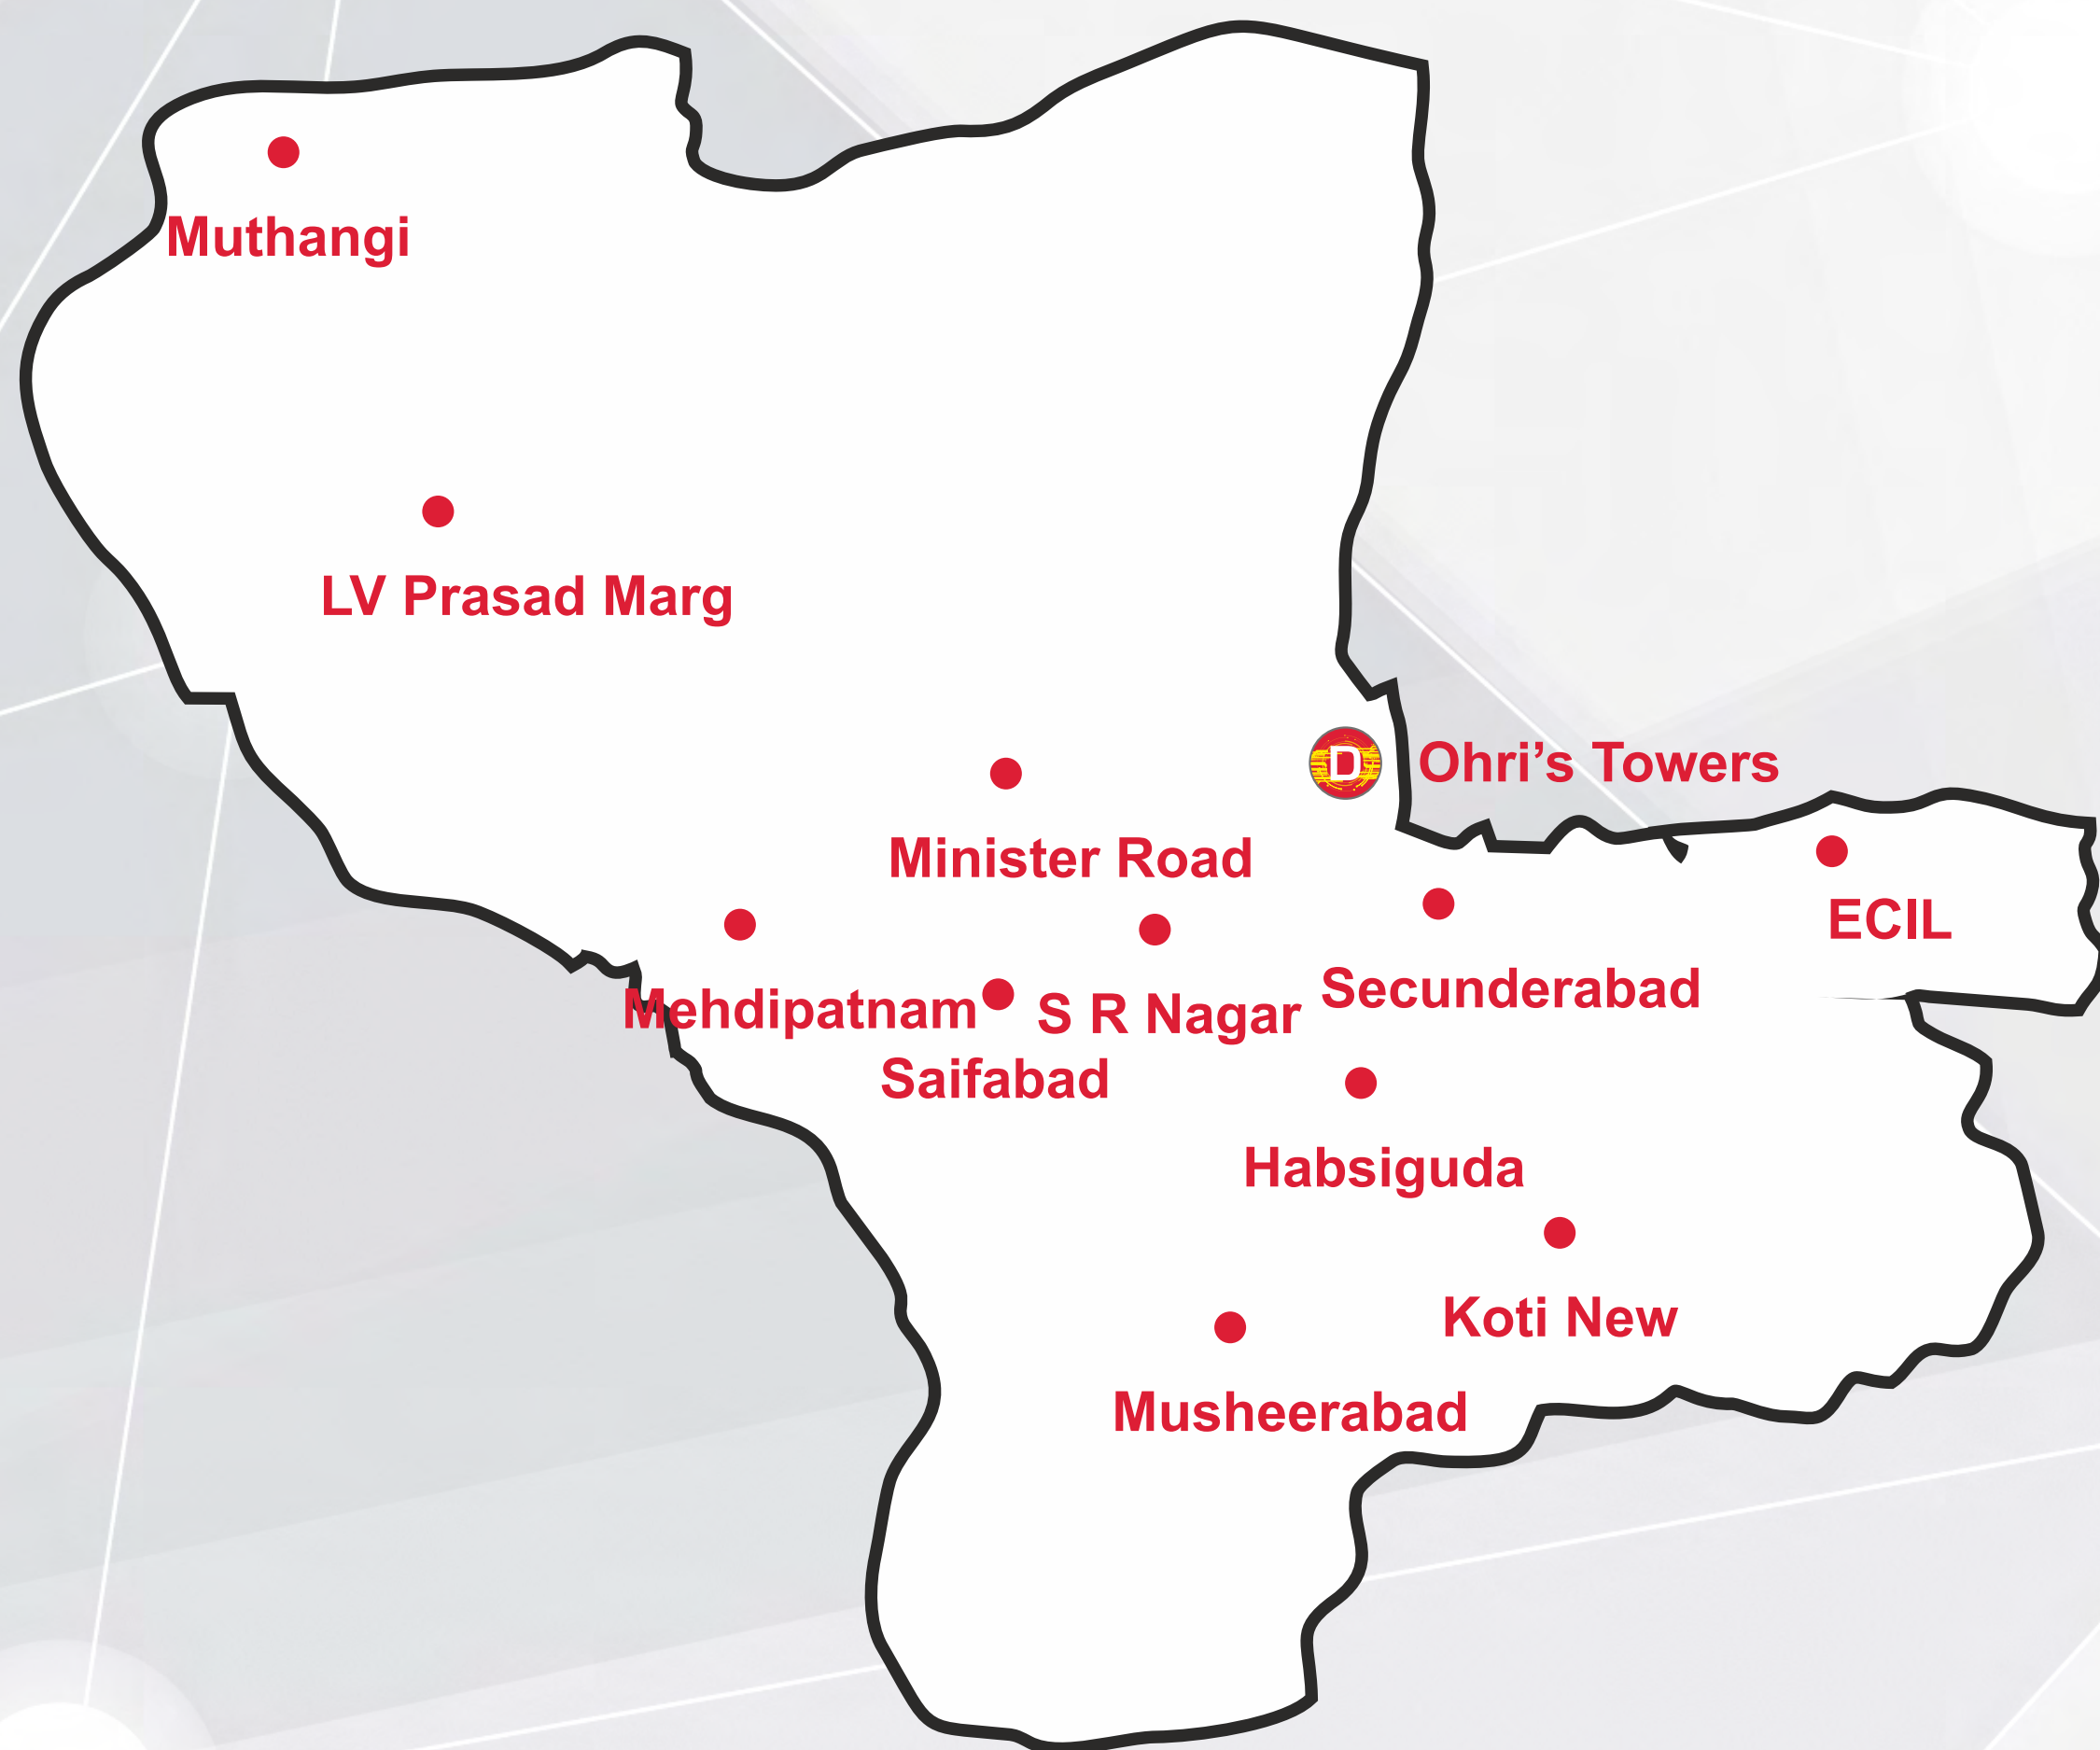 Muthangi
LV Prasad Marg
D
Ohri’s Towers
Minister Road
ECIL
Secunderabad
Mehdipatnam
S R Nagar
Saifabad
Habsiguda
Koti New
Musheerabad